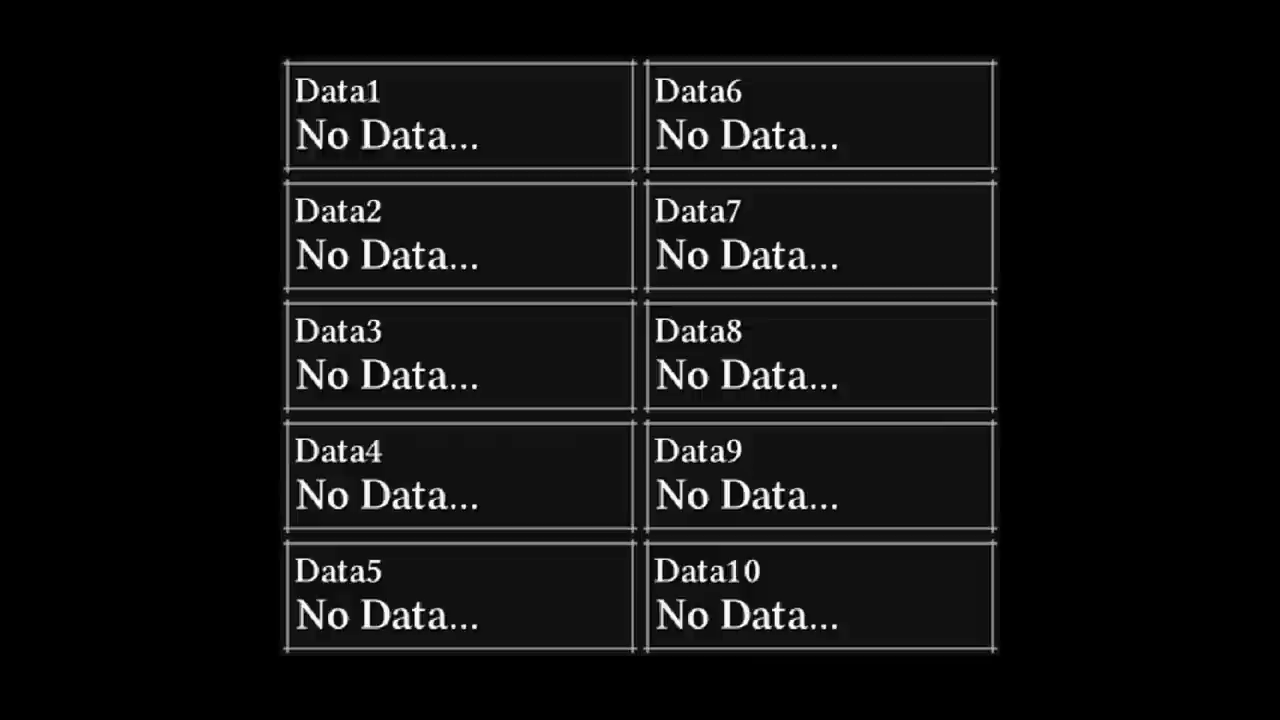 Data1
No Data...
Data2
No Data...
Data3
No Data...
Data4
No Data...
Data5
No Data...
Data6
No Data...
Data7
No Data...
Data8
No Data...
Data9
No Data...
Data10
No Data...